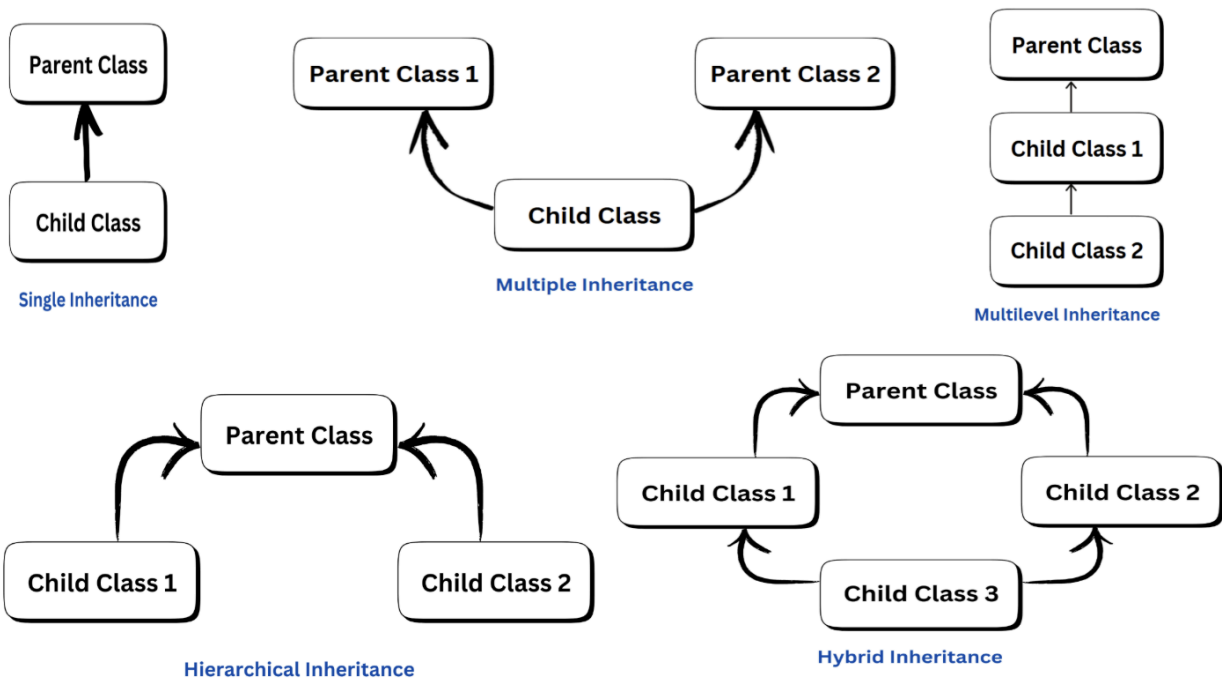 Parent Class
Child Class
Single Inheritance
Parent Class 1
Parent Class 2
Child Class
Multiple Inheritance
Parent Class
Child Class 1
Child Class 2
Multilevel Inheritance
Parent Class
Child Class 1
Child Class 2
Hierarchical Inheritance
Parent Class
Child Class 1
Child Class 2
Child Class 3
Hybrid Inheritance